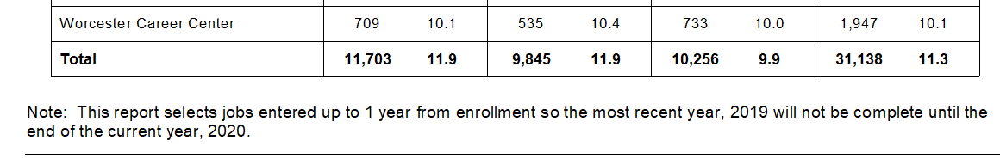 Worcester Career Center 709 10.1 535 10.4 733 10.0 1,947 10.1
Total 11,703 11.9 9,845 11.9 10,256 9.9 31,138 11.3
Note:  This report selects jobs entered up to 1 year from enrollment so the most recent year, 2019 will not be complete until the
end of the current year, 2020.